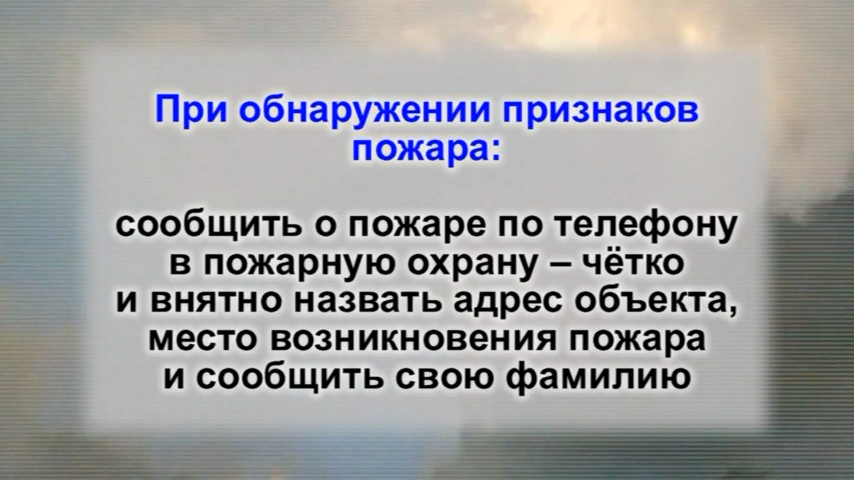 При обнаружении признаков
пожара:
сообщить о пожаре по телефону
в пожарную охрану – чётко
и внятно назвать адрес объекта,
место возникновения пожара
и сообщить свою фамилию